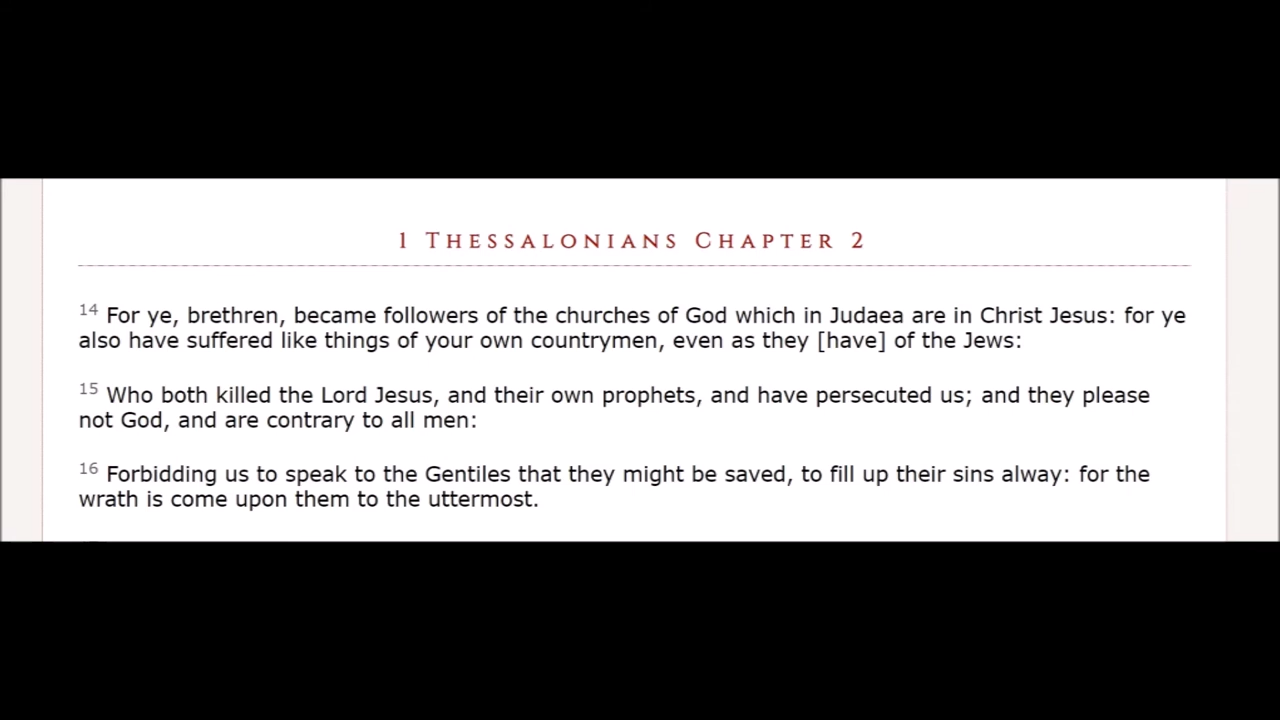 1 Thessalonians Chapter 2
14 For ye, brethren, became followers of the churches of God which in Judaea are in Christ Jesus: for ye
also have suffered like things of your own countrymen, even as they [have] of the Jews:
15 Who both killed the Lord Jesus, and their own prophets, and have persecuted us; and they please
not God, and are contrary to all men:
16 Forbidding us to speak to the Gentiles that they might be saved, to fill up their sins alway: for the
wrath is come upon them to the uttermost.